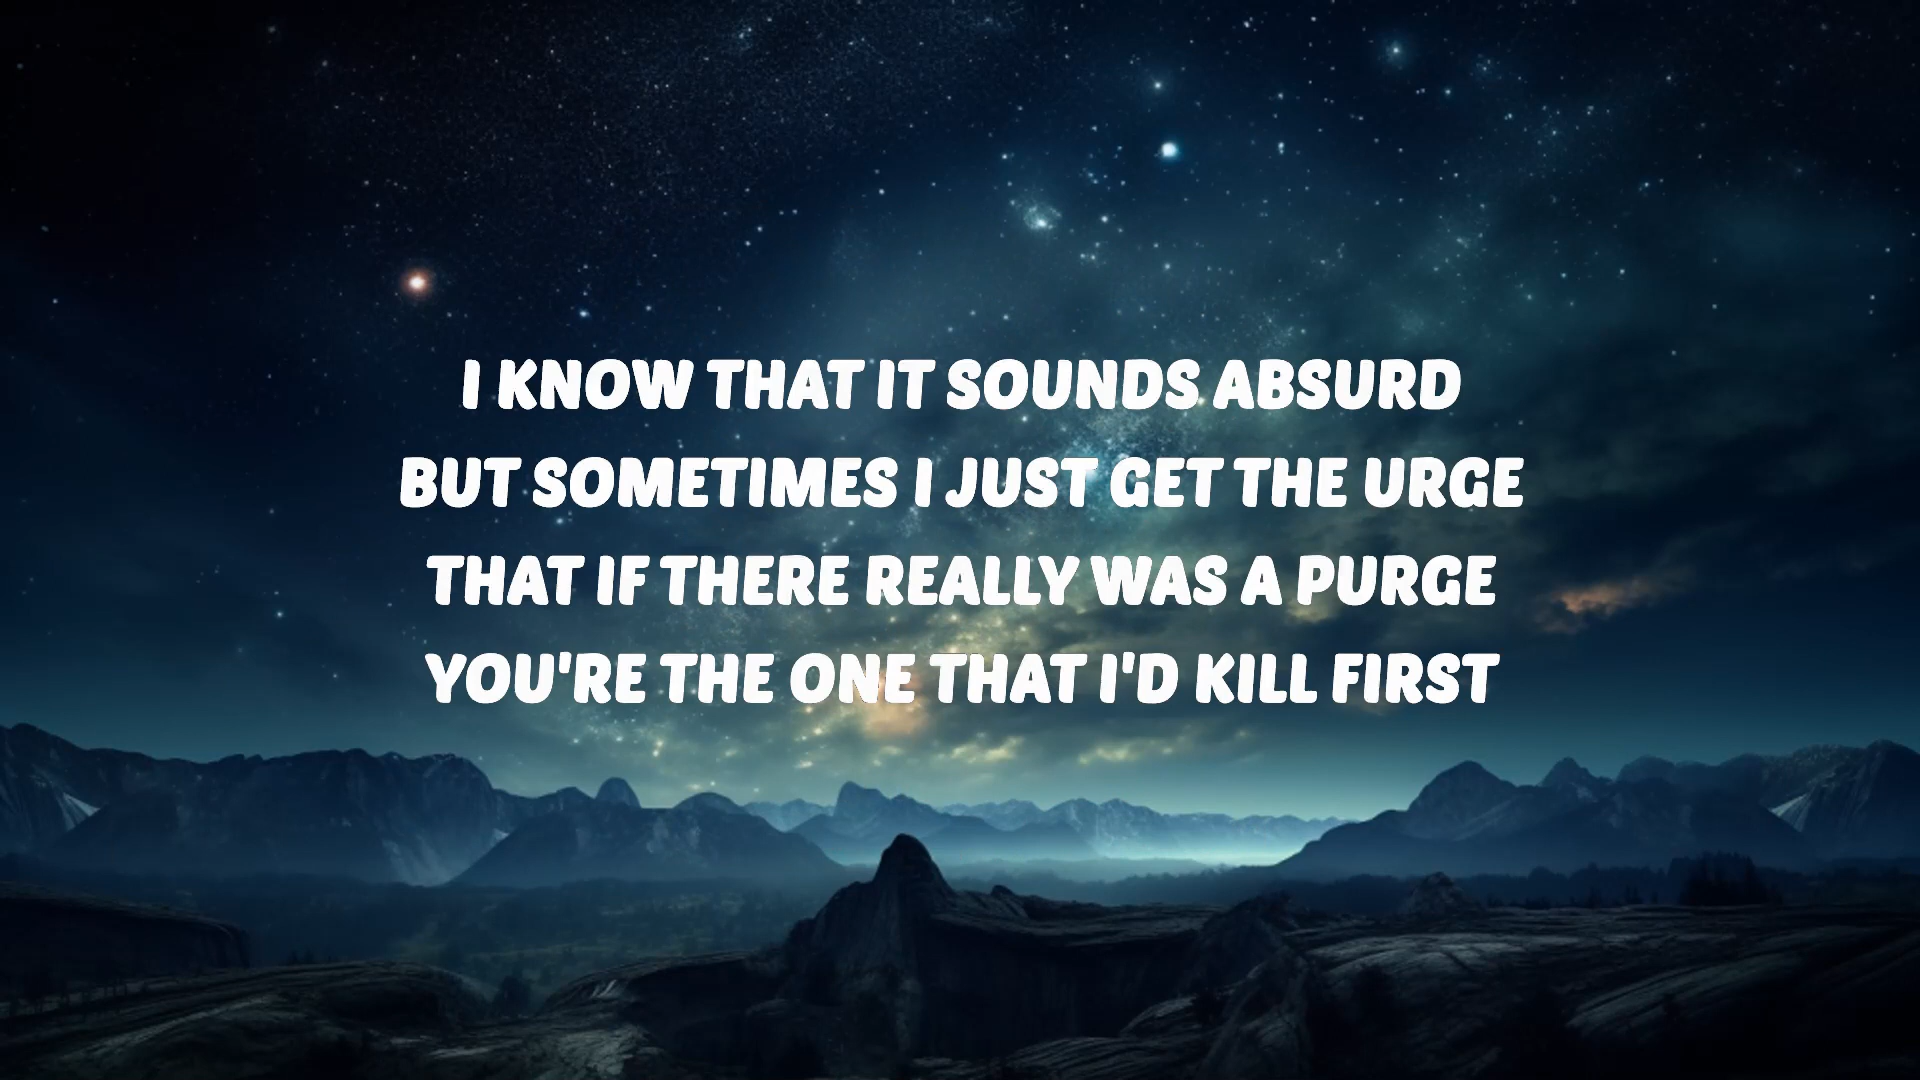 I KNOW THAT IT SOUNDS ABSURD
BUT SOMETIMES I JUST GET THE URGE
THAT IF THERE REALLY WAS A PURGE
YOU'RE THE ONE THAT I'D KILL FIRST